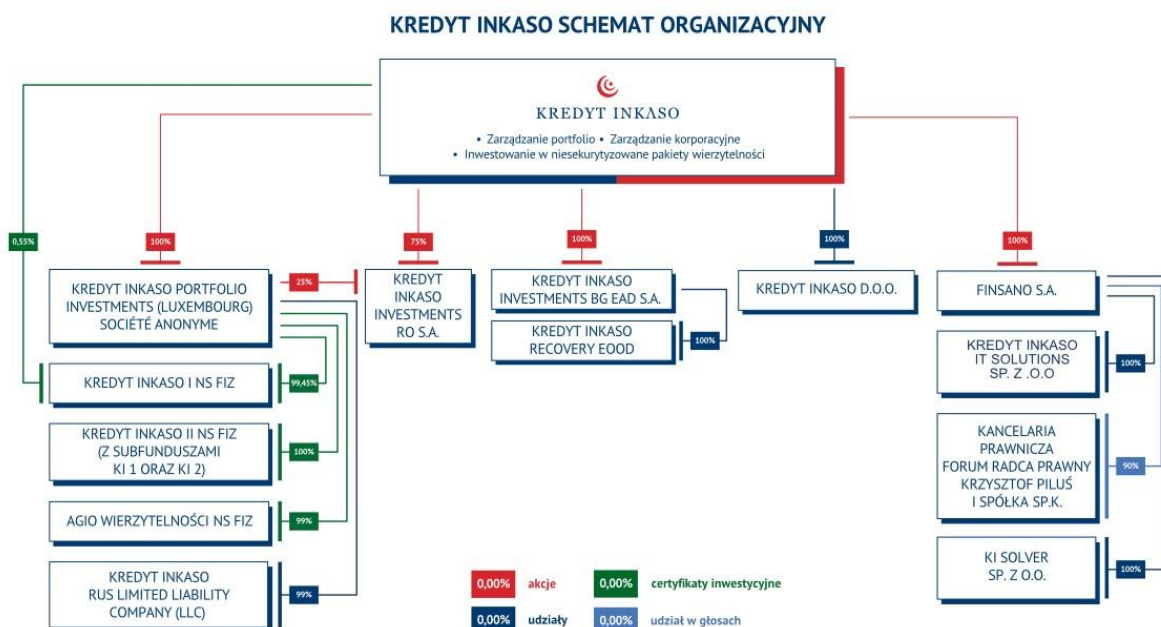 KREDYT INKASO SCHEMAT ORGANIZACYJNY
KREDYT INKASO
• Zarządzanie portfolio • Zarządzanie korporacyjne
• Inwestowanie w niesekurytyzowane pakiety wierzytelności
0,55%
100%
75%
100%
100%
100%
KREDYT INKASO PORTFOLIO
INVESTMENTS (LUXEMBOURG)
SOCIÉTÉ ANONYME
25%
KREDYT INKASO I NS FIZ
99,45%
KREDYT INKASO II NS FIZ
(Z SUBFUNDUSZAMI
KI 1 ORAZ KI 2)
100%
AGIO WIERZYTELNOŚCI NS FIZ
99%
KREDYT INKASO
RUS LIMITED LIABILITY
COMPANY (LLC)
99%
KREDYT
INKASO
INVESTMENTS
RO S.A.
KREDYT INKASO
INVESTMENTS BG EAD S.A.
KREDYT INKASO
RECOVERY EOOD
100%
KREDYT INKASO D.O.O.
FINSANO S.A.
KREDYT INKASO
IT SOLUTIONS
SP. Z .O.O
100%
KANCELARIA
PRAWNICZA
FORUM RADCA PRAWNY
KRZYSZTOF PILUŚ
I SPÓŁKA SP.K.
90%
KI SOLVER
SP. Z O.O.
100%
0,00% akcje
0,00% certyfikaty inwestycyjne
0,00% udziały
0,00% udział w głosach